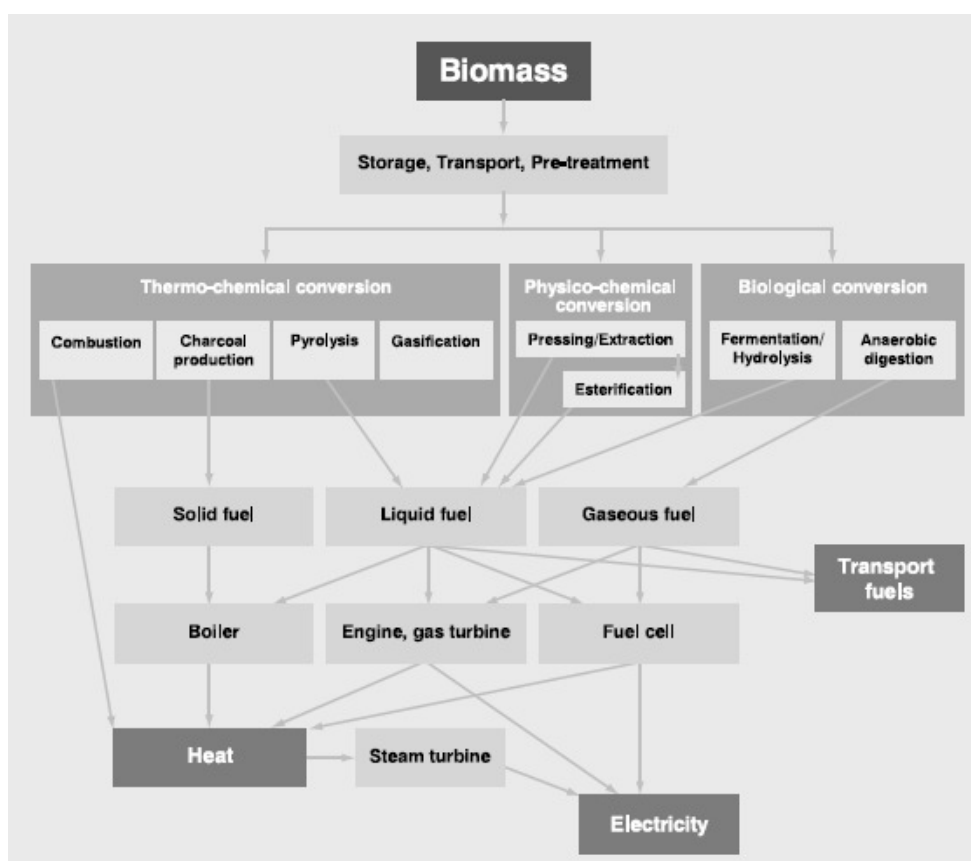 Biomass
Storage, Transport, Pre-treatment
Thermo-chemical conversion
Combustion
Charcoal
production
Pyrolysis
Gasification
Physico-chemical
conversion
Pressing/Extraction
Esterification
Biological conversion
Fermentation/
Hydrolysis
Anaerobic
digestion
Solid fuel
Liquid fuel
Gaseous fuel
Transport
fuels
Boiler
Engine, gas turbine
Fuel cell
Heat
Steam turbine
Electricity